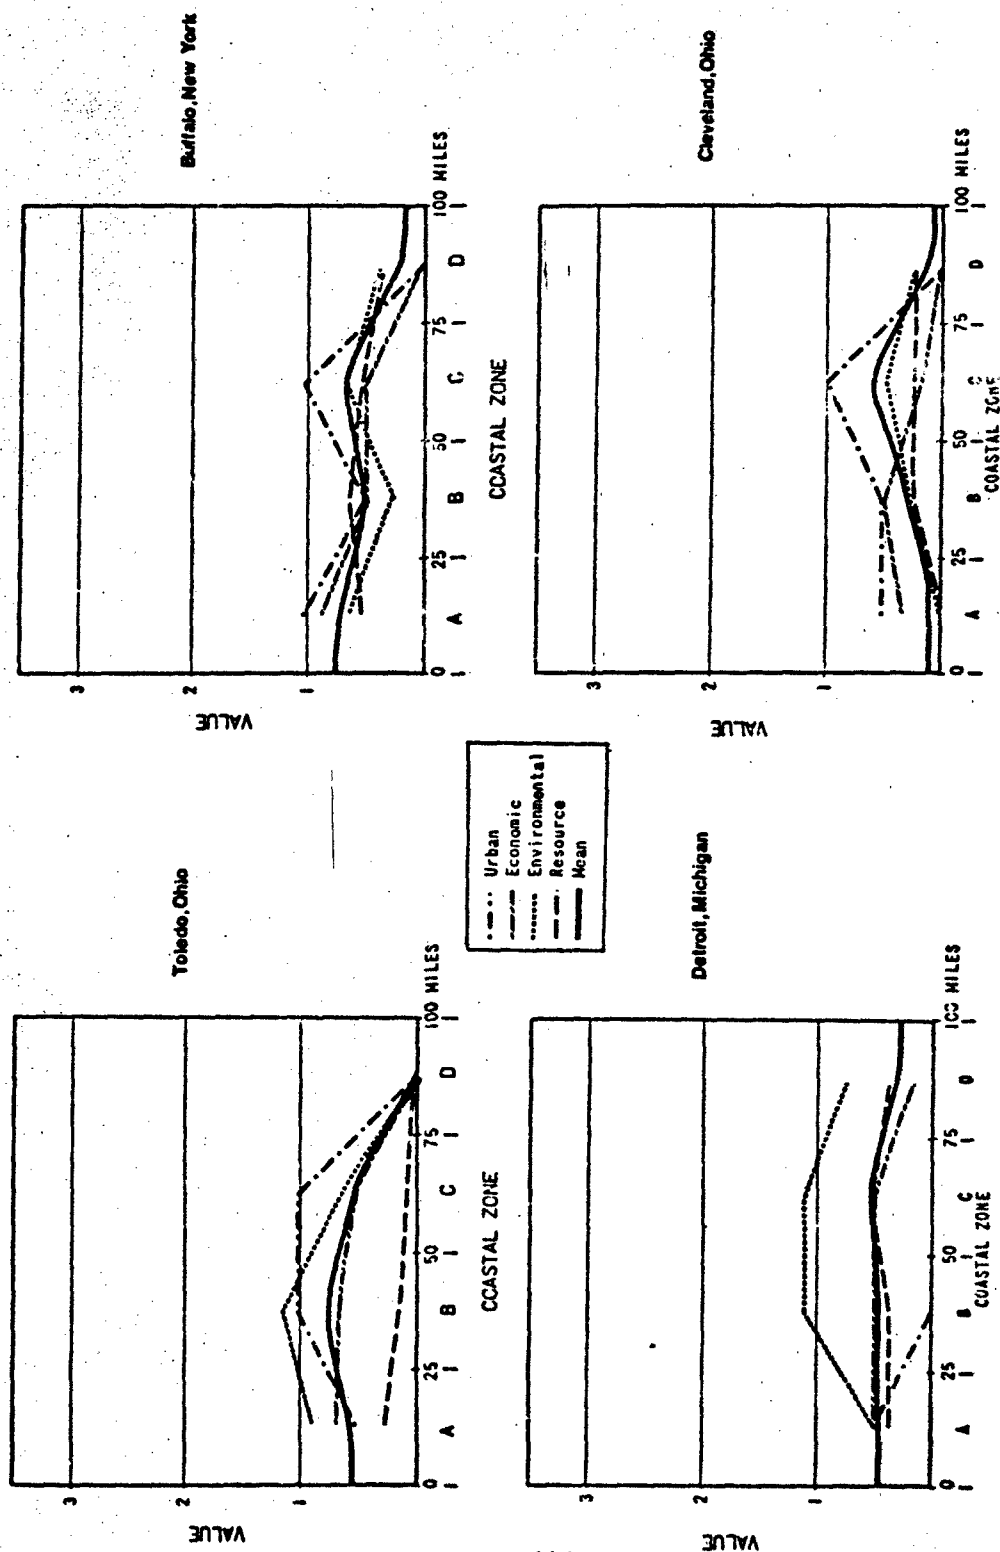 Toledo, Ohio
VALUE
3
2
1
0 25 50 75 100 MILES
A B C D
CCASTAL ZONE
Buffalo, New York
VALUE
3
2
1
0 25 50 75 100 MILES
A B C D
CCASTAL ZONE
Urban
Economic
Environmental
Resource
Mean
Detroit, Michigan
VALUE
3
2
1
0 25 50 75 100 MILES
A B C D
COASTAL ZONE
Cleveland, Ohio
VALUE
3
2
1
0 25 50 75 100 MILES
A B C D
COASTAL ZONE